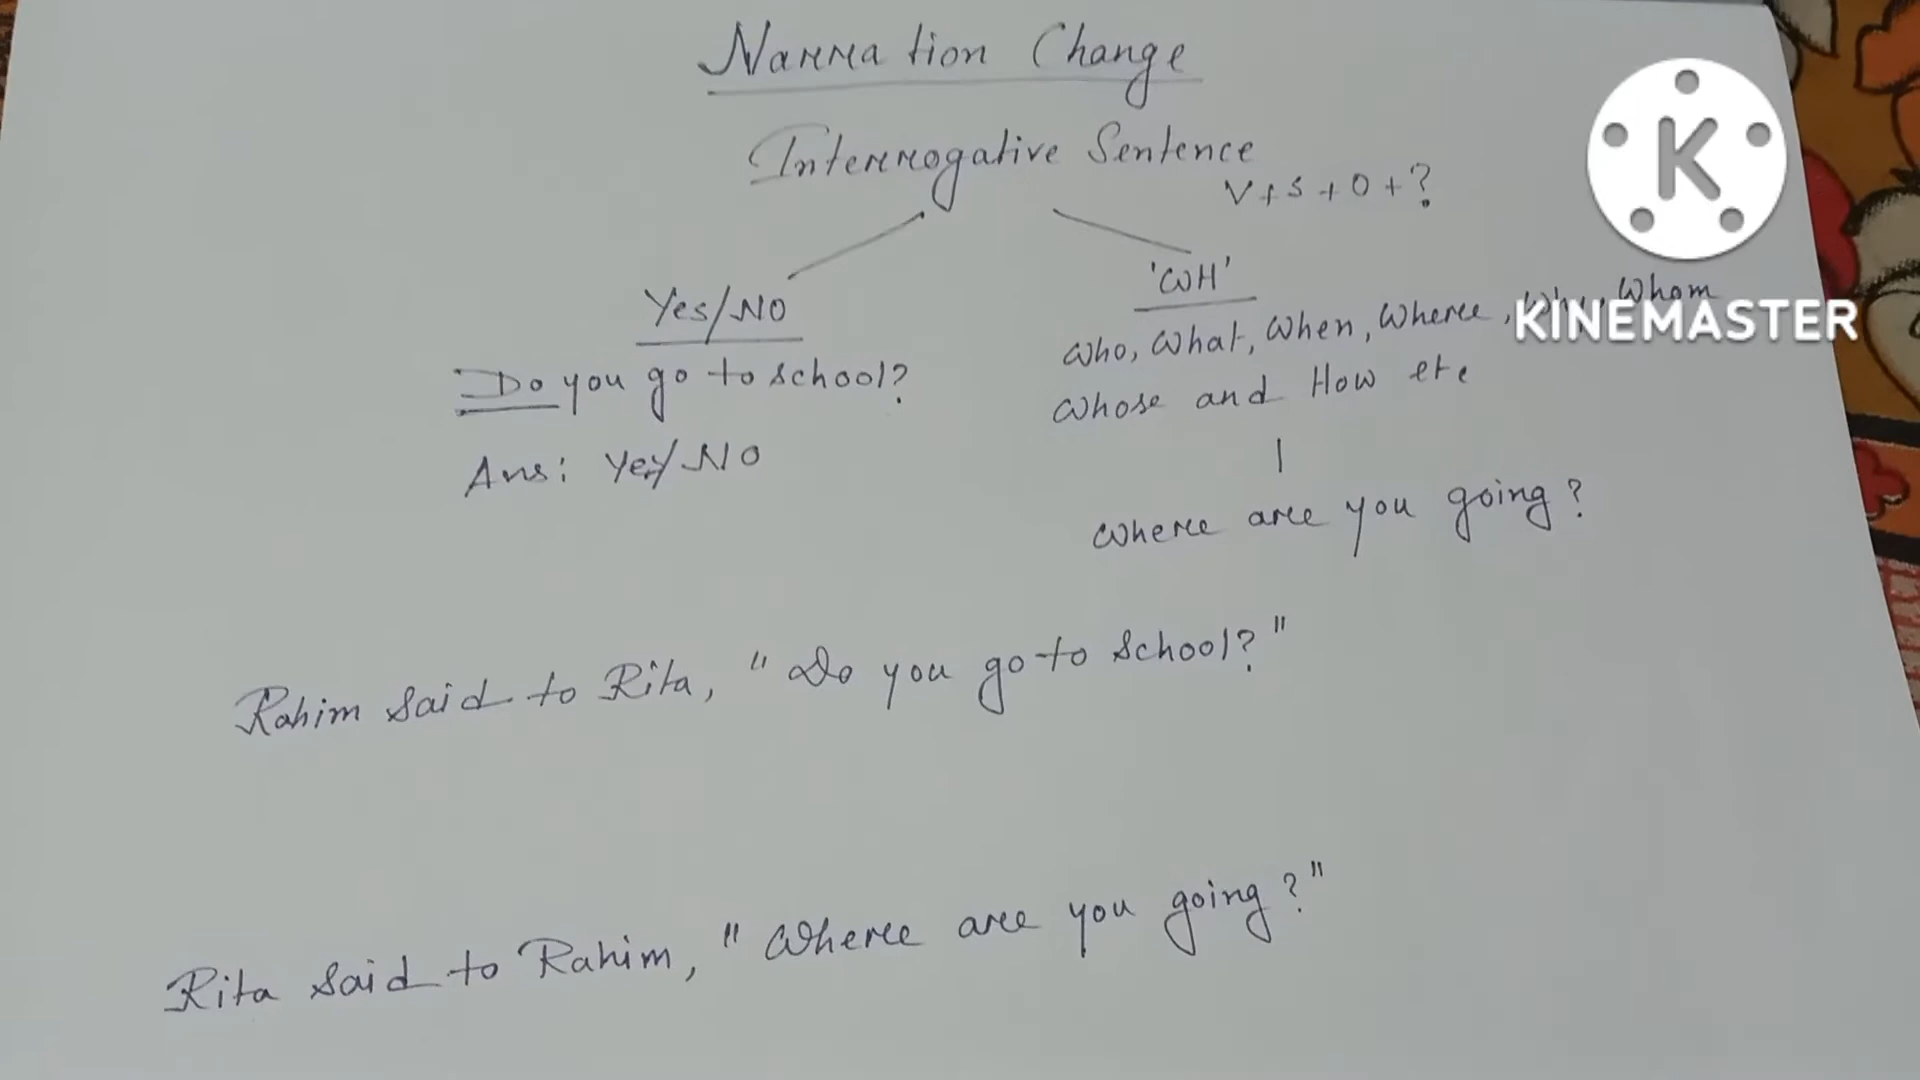 Narration Change
Interrogative Sentence
V + S + O + ?
Yes/No
Do you go to school?
Ans: Yes/No
'WH'
Who, What, When, Where, Whom
Whose and How etc
Where are you going?
Rahim said to Rita, "Do you go to school?"
Rita said to Rahim, "Where are you going?"
K
KINEMASTER